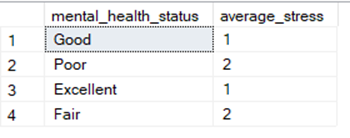 mental_health_status average_stress
1 Good 1
2 Poor 2
3 Excellent 1
4 Fair 2